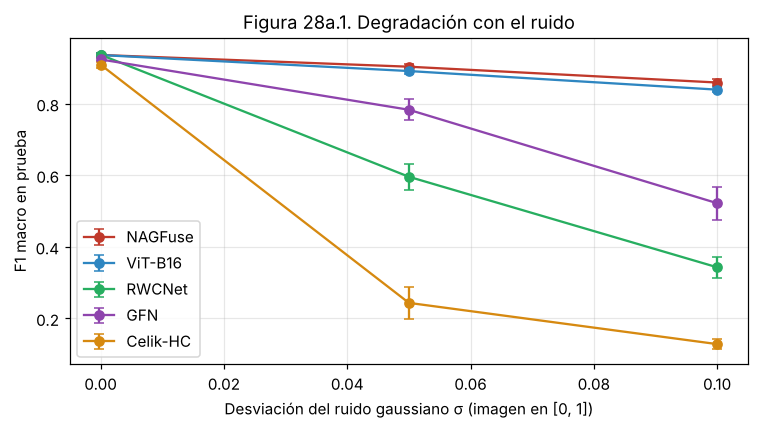 Figura 28a.1. Degradación con el ruido
F1 macro en prueba
0.8
0.6
0.4
0.2
NAGFuse
ViT-B16
RWCNet
GFN
Celik-HC
0.00 0.02 0.04 0.06 0.08 0.10
Desviación del ruido gaussiano σ (imagen en [0, 1])